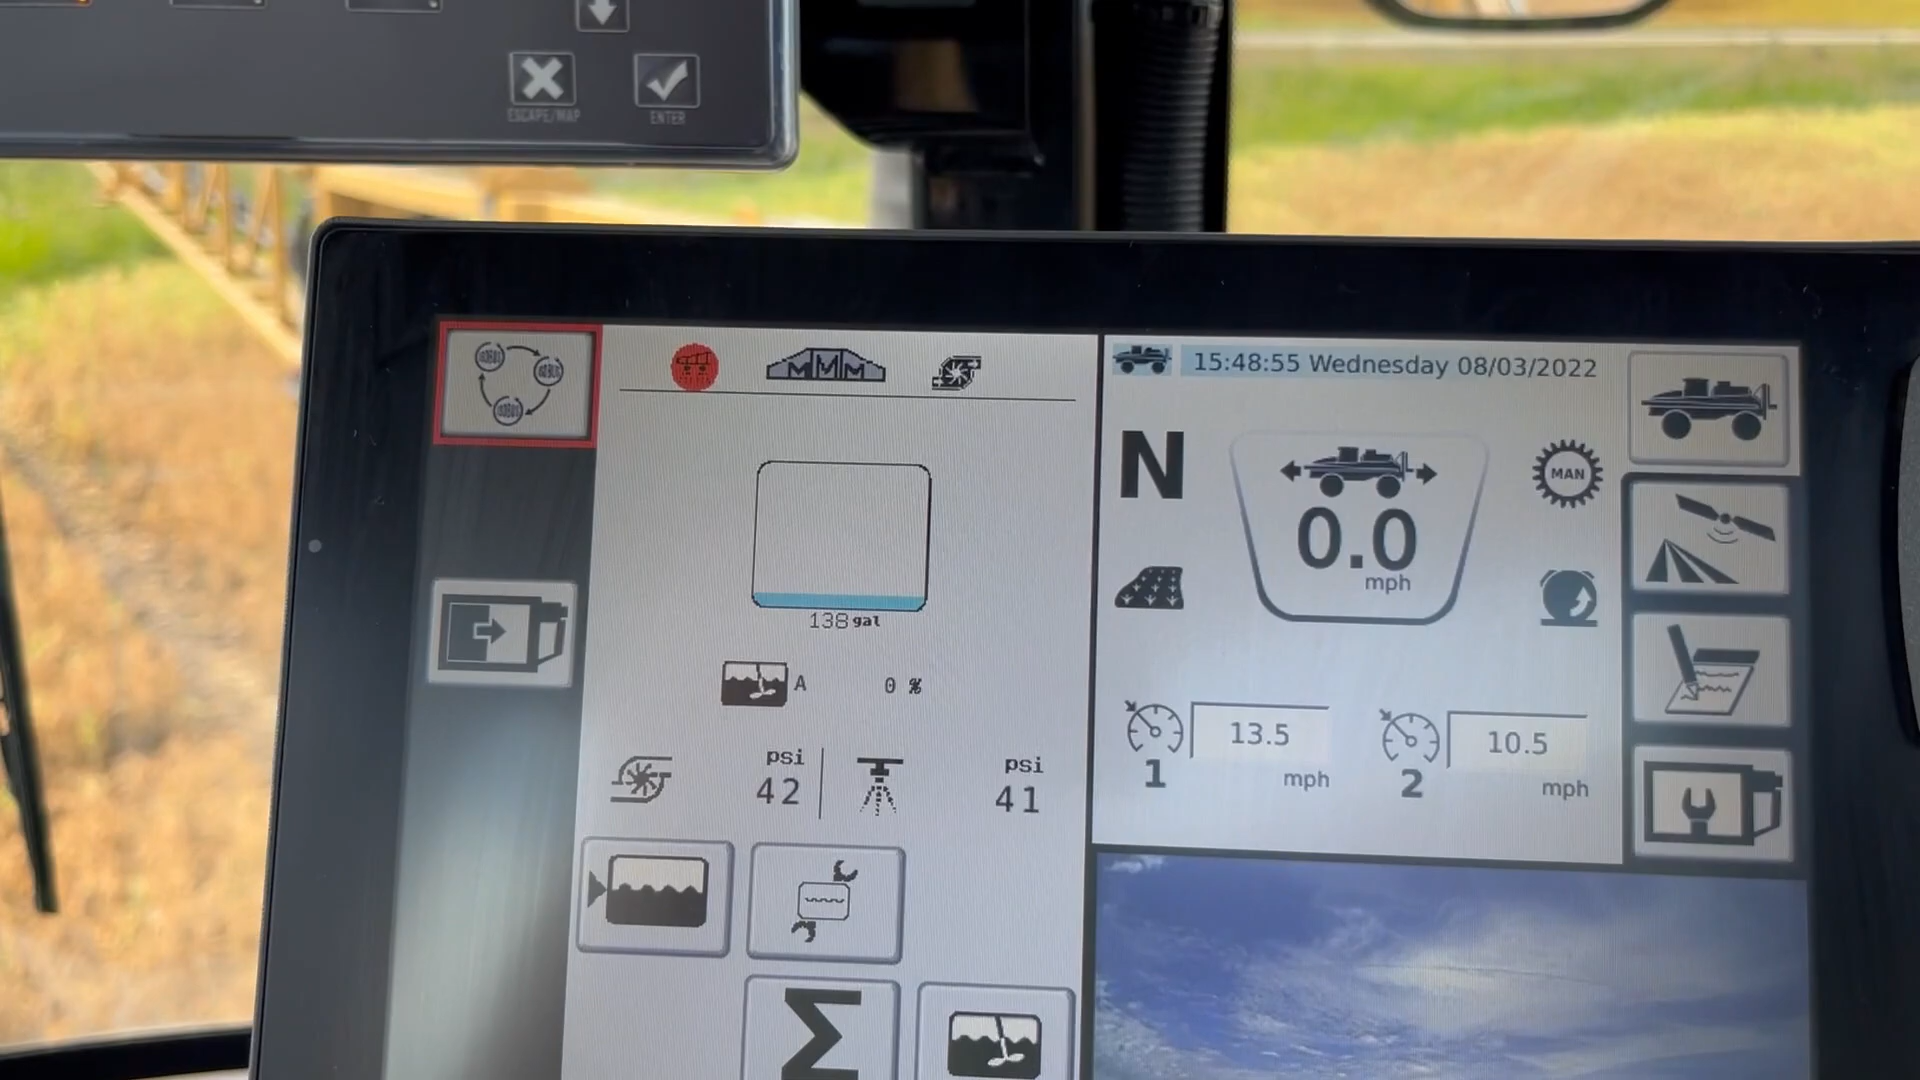 ESCAPE/MAP
ENTER
15:48:55 Wednesday 08/03/2022
N
MAN
0.0
mph
138 gal
A 0 %
psi
42
psi
41
1
13.5
mph
2
10.5
mph